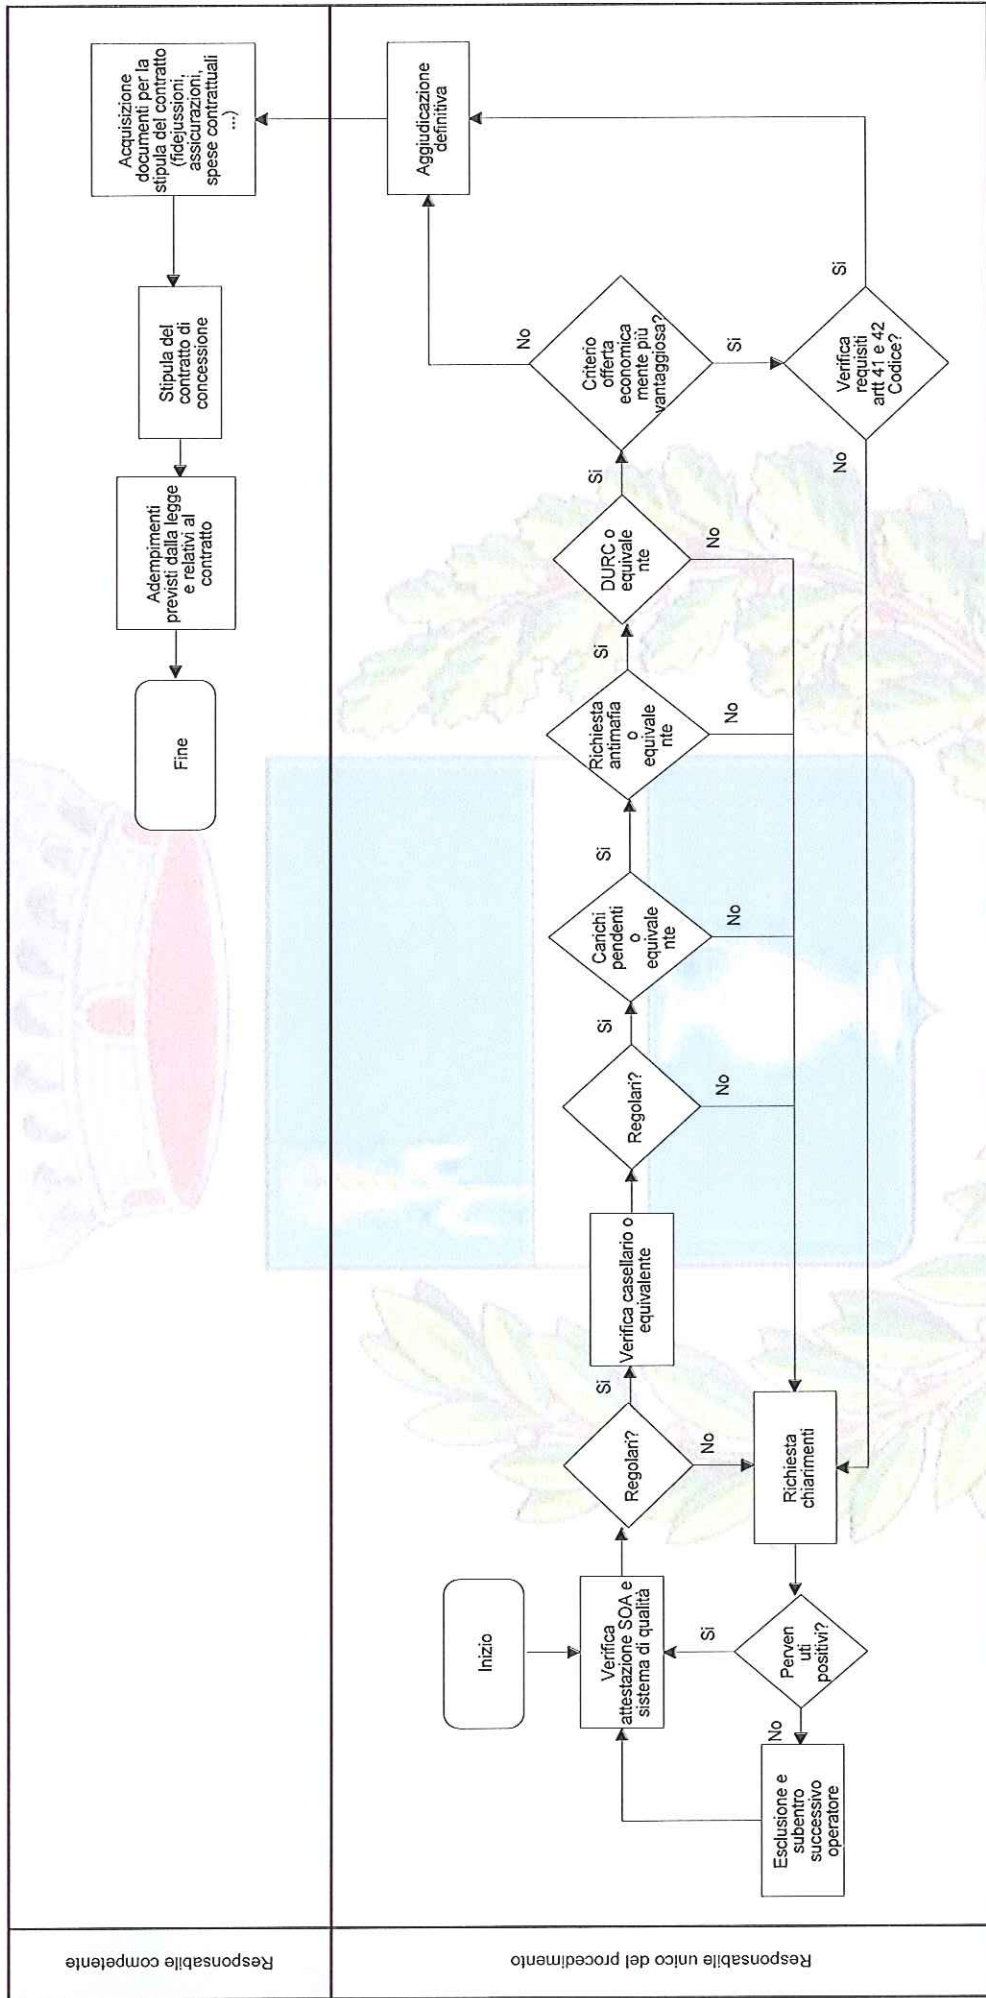 Responsabile competente
Acquisizione
documenti per la
stipula del contratto
(fidejussioni,
assicurazioni,
spese contrattuali
...)
Stipula del
contratto di
concessione
Adempimenti
previsti dalla legge
e relativi al
contratto
Fine
Responsabile unico del procedimento
Inizio
Verifica
attestazione SOA e
sistema di qualità
Regolari?
Si
No
Verifica casellario o
equivalente
Regolari?
Si
No
Carichi
pendenti
o
equivale
nte
Si
No
Richiesta
antimafia
o
equivale
nte
Si
No
DURC o
equivale
nte
Si
No
Criterio
offerta
economica
mente più
vantaggiosa?
No
Si
Aggiudicazione
definitiva
Verifica
requisiti
artt 41 e 42
Codice?
Si
No
Richiesta
chiarimenti
Perven
uti
positivi?
Si
No
Esclusione e
subentro
successivo
operatore